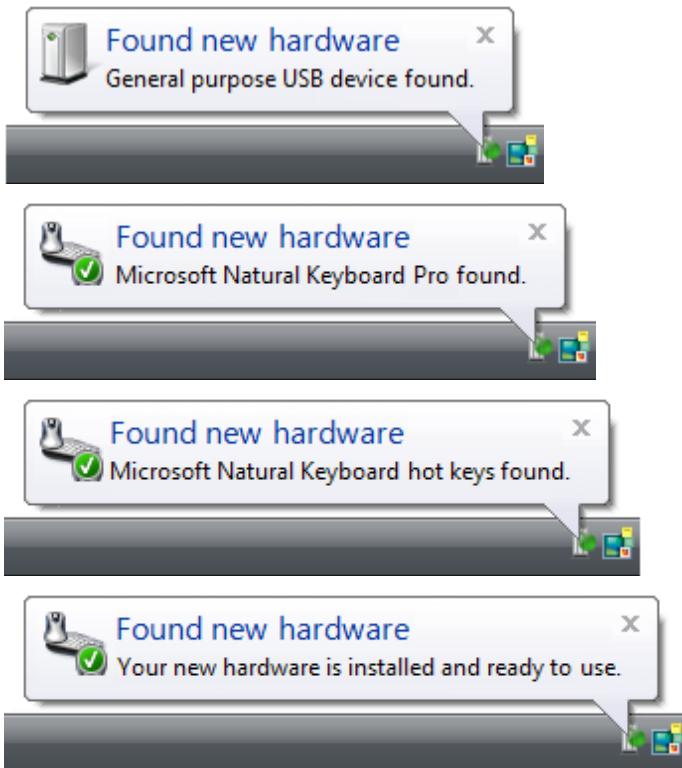 Found new hardware
General purpose USB device found.
Found new hardware
Microsoft Natural Keyboard Pro found.
Found new hardware
Microsoft Natural Keyboard hot keys found.
Found new hardware
Your new hardware is installed and ready to use.